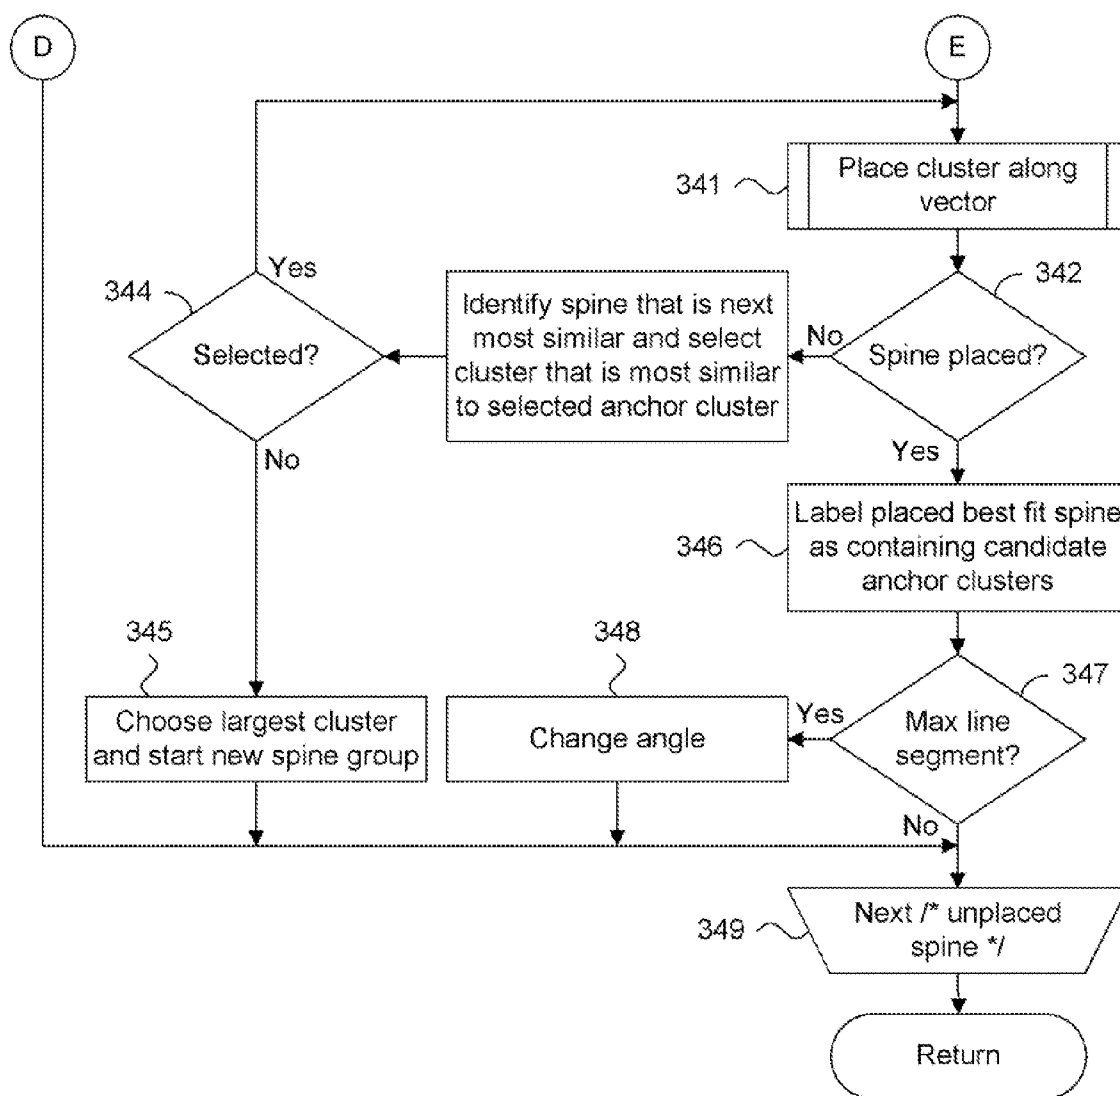 D
E
341
Place cluster along
vector
Yes
344
Selected?
Identify spine that is next
most similar and select
cluster that is most similar
to selected anchor cluster
No
342
Spine placed?
No
Yes
346
Label placed best fit spine
as containing candidate
anchor clusters
345
348
347
Choose largest cluster
and start new spine group
Change angle
Yes
Max line
segment?
No
349
Next /* unplaced
spine */
Return